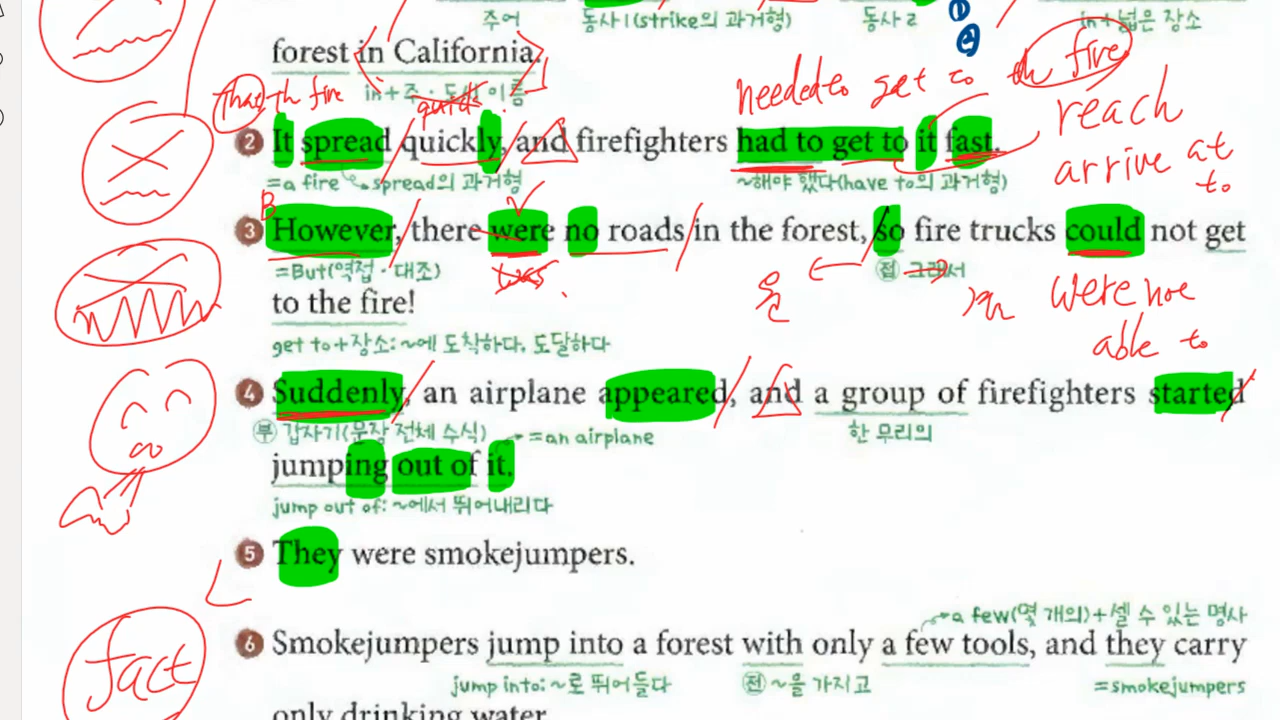 주어 동사1(strike의 과거형) 동사2 in+넓은 장소
forest in California.
in+주·도시 이름
needed to get to the fire
that the fire
reach
❷ It spread quickly, and firefighters had to get to it fast.
arrive at
to
=a fire spread의 과거형 ~해야 했다(have to의 과거형)
B
❸ However, there were no roads in the forest, so fire trucks could not get
=But(역접·대조) was 접 그래서
to the fire!
were not
able to
get to+장소: ~에 도착하다, 도달하다
❹ Suddenly, an airplane appeared, and a group of firefighters started
부 갑자기(문장 전체 수식) =an airplane 한 무리의
jumping out of it.
jump out of: ~에서 뛰어내리다
❺ They were smokejumpers.
a few(몇 개의)+셀 수 있는 명사
❻ Smokejumpers jump into a forest with only a few tools, and they carry
fact
jump into: ~로 뛰어들다 전 ~을 가지고 =smokejumpers
only drinking water